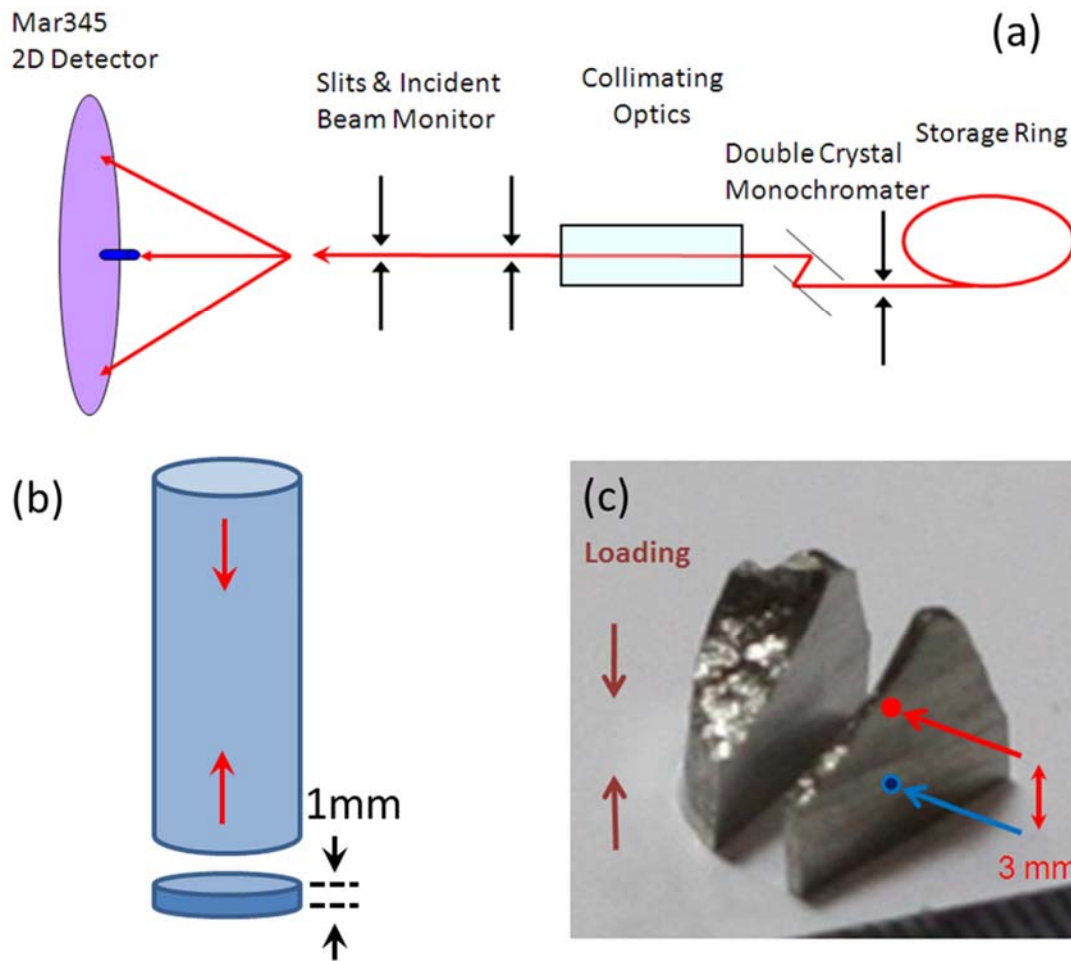 (a)
Mar345
2D Detector
Slits & Incident
Beam Monitor
Collimating
Optics
Double Crystal
Monochromater
Storage Ring
(b)
1mm
(c)
Loading
3 mm